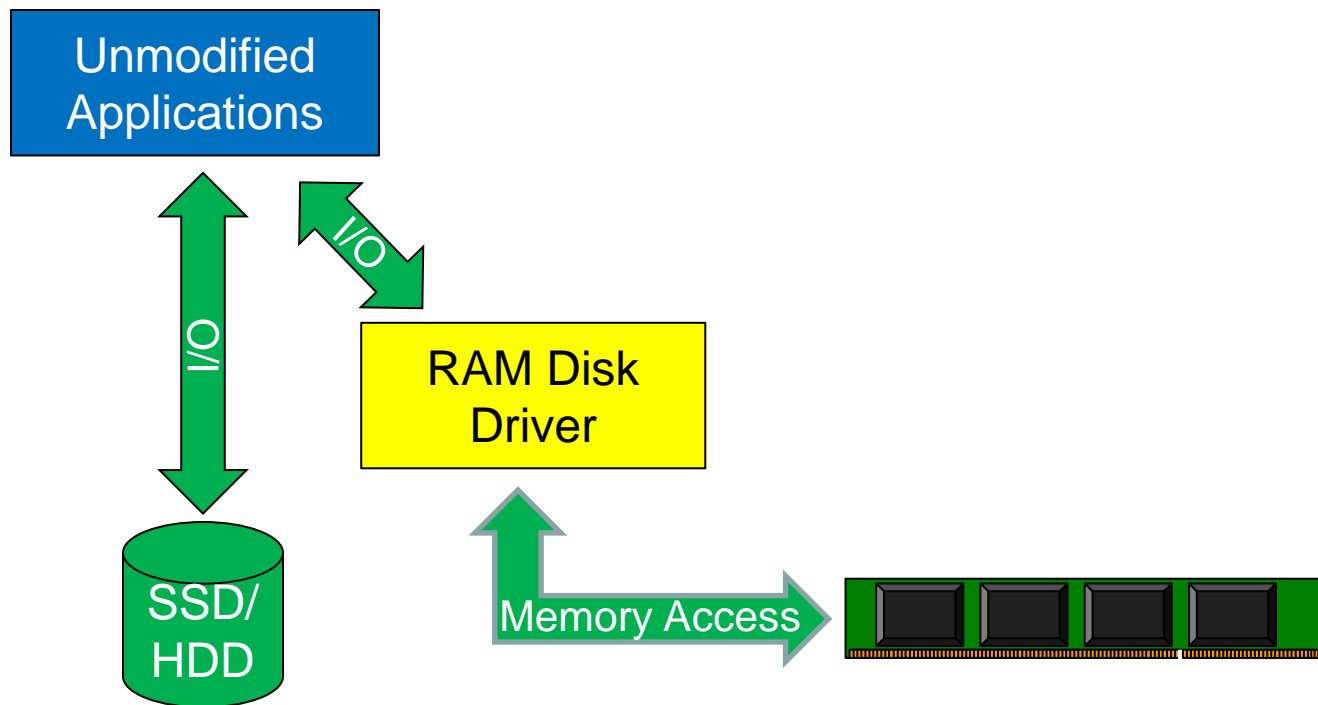 Unmodified
Applications
I/O
I/O
RAM Disk
Driver
SSD/
HDD
Memory Access